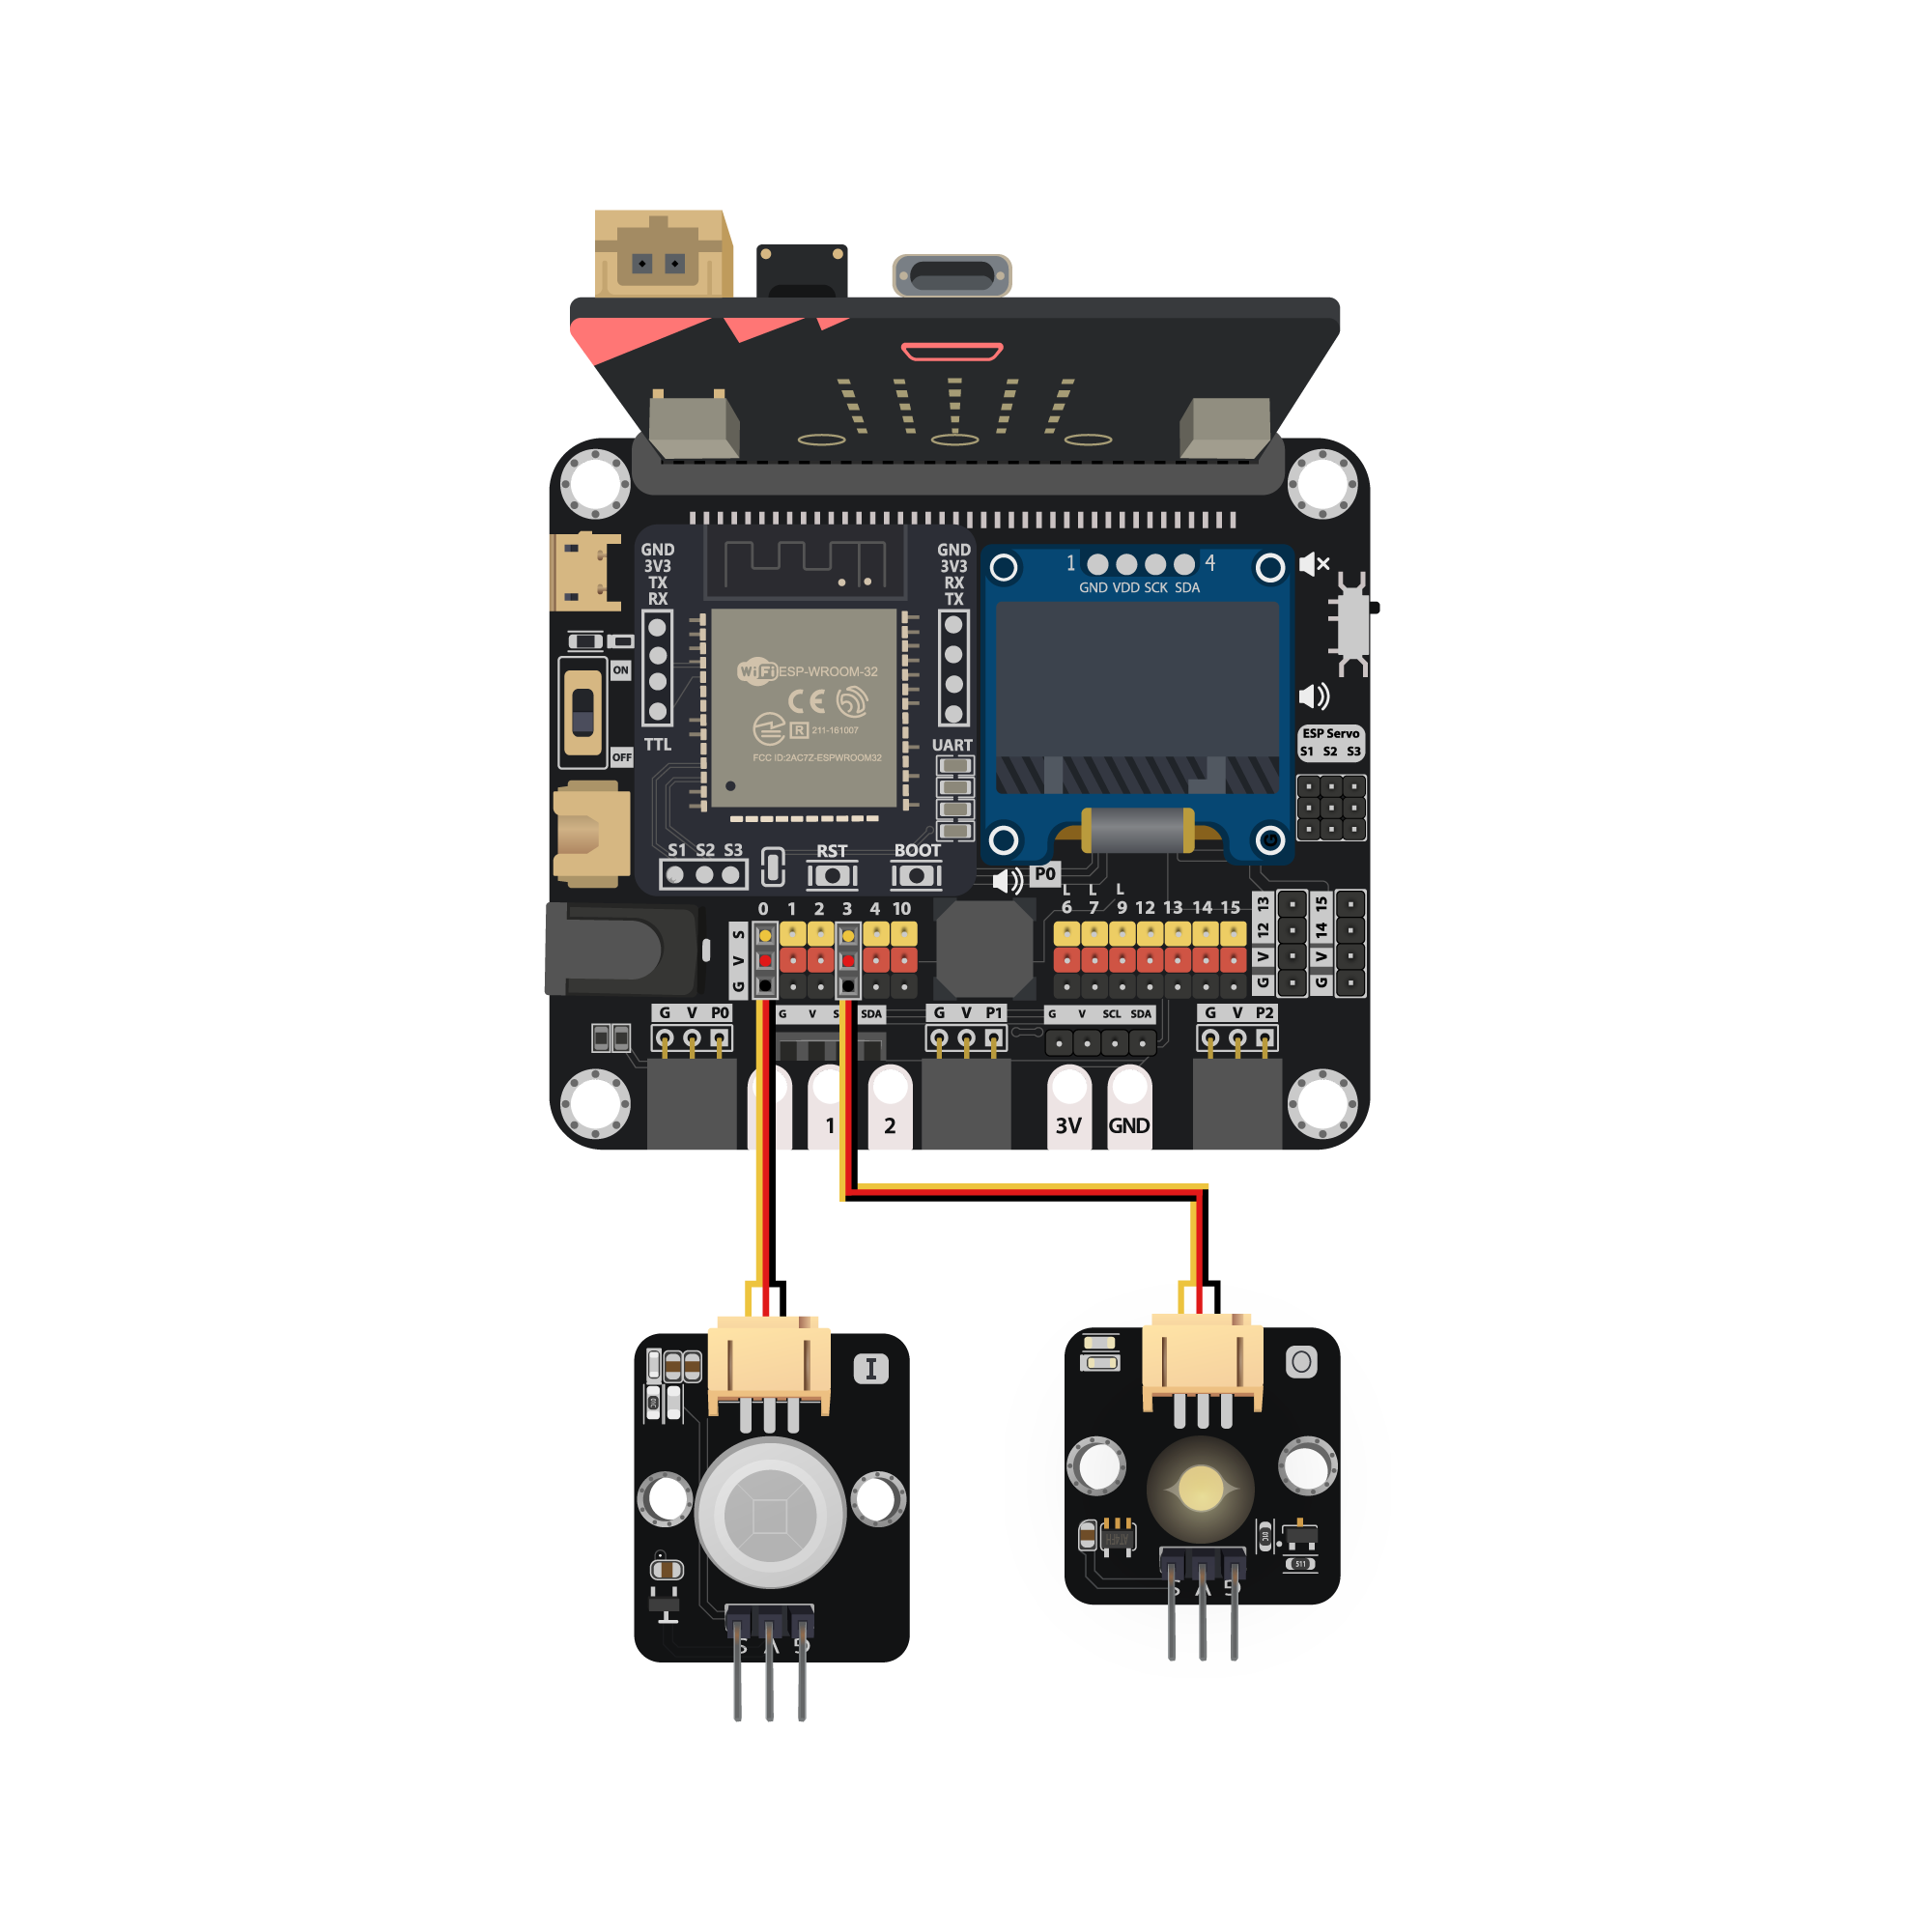 1 4
GND VDD SCK SDA
GND
3V3
TX
RX
GND
3V3
RX
TX
WiFi ESP-WROOM-32
CE
R 211-161007
FCC ID:2AC7Z-ESPWROOM32
ON
OFF
TTL
UART
ESP Servo
S1 S2 S3
S1 S2 S3
RST
BOOT
P0
L L L
0 1 2 3 4 10
6 7 9 12 13 14 15
S
V
G
13
12
V
G
15
14
V
G
G V P0
G V S SDA
G V P1
G V SCL SDA
G V P2
1 2 3V GND
I
O
S V G
S V G
511